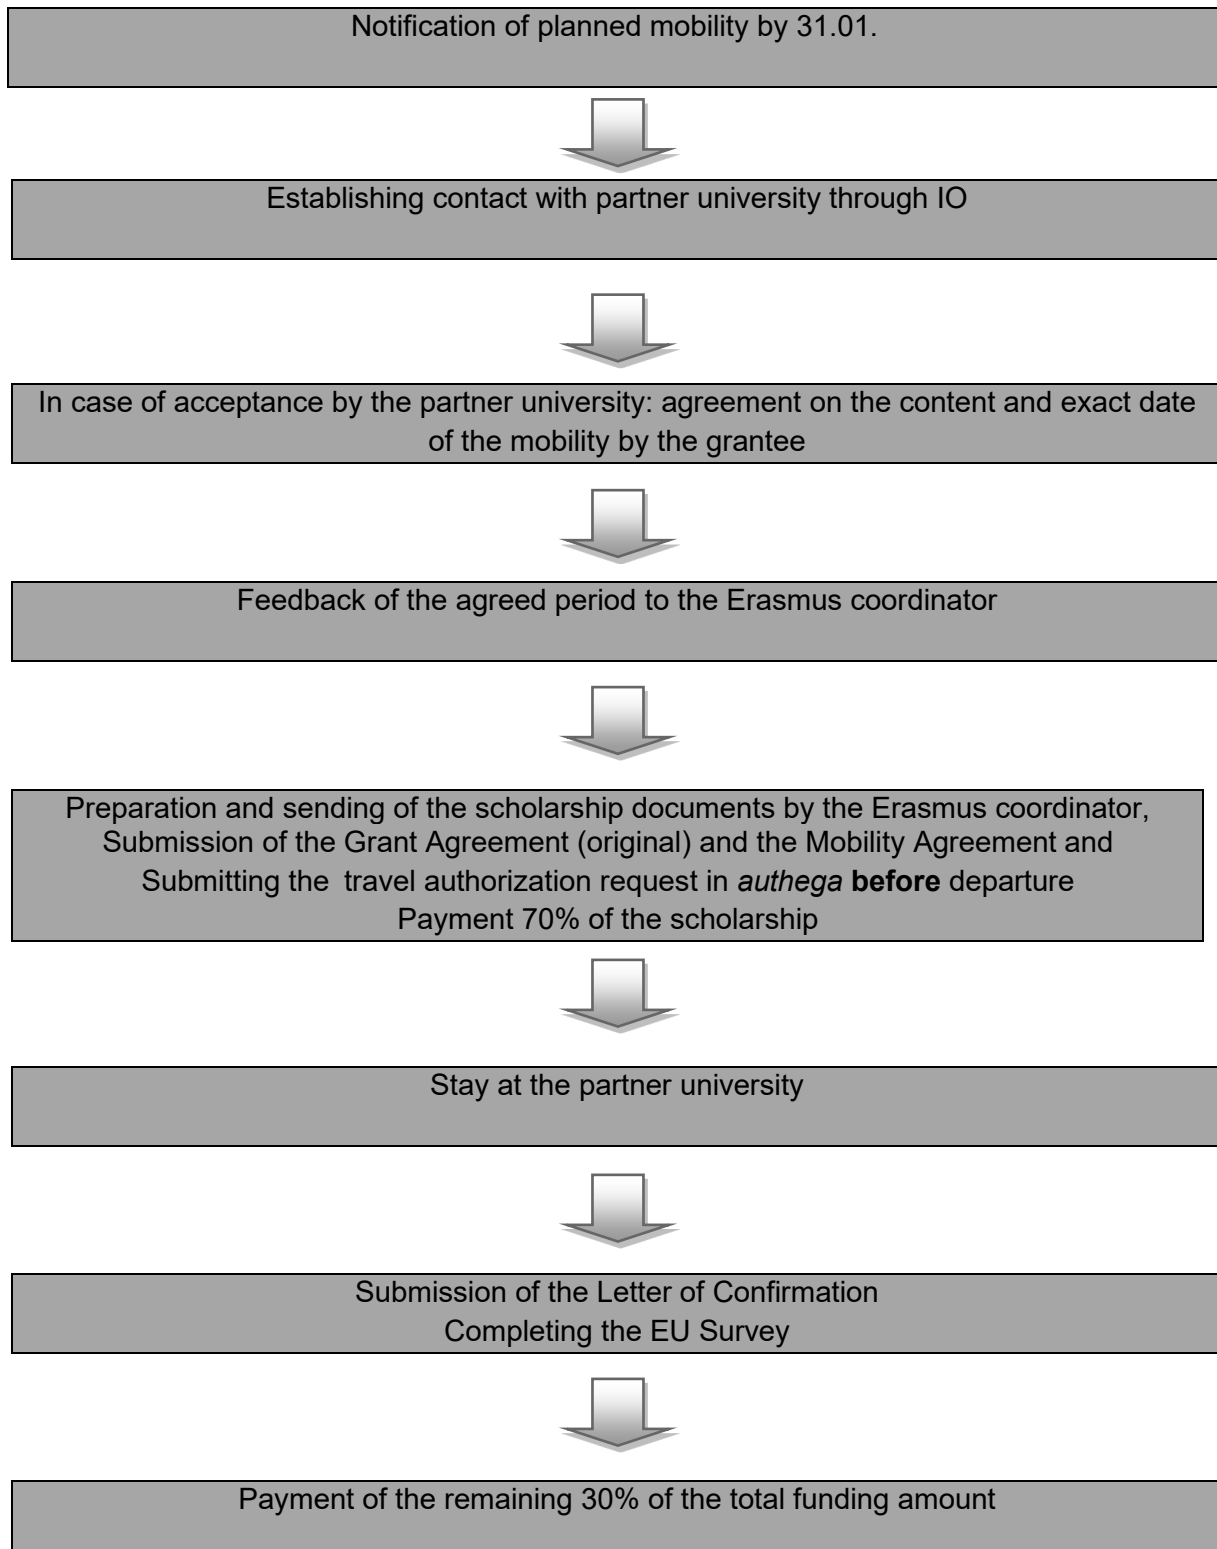 Notification of planned mobility by 31.01.
Establishing contact with partner university through IO
In case of acceptance by the partner university: agreement on the content and exact date
of the mobility by the grantee
Feedback of the agreed period to the Erasmus coordinator
Preparation and sending of the scholarship documents by the Erasmus coordinator,
Submission of the Grant Agreement (original) and the Mobility Agreement and
Submitting the travel authorization request in authega before departure
Payment 70% of the scholarship
Stay at the partner university
Submission of the Letter of Confirmation
Completing the EU Survey
Payment of the remaining 30% of the total funding amount